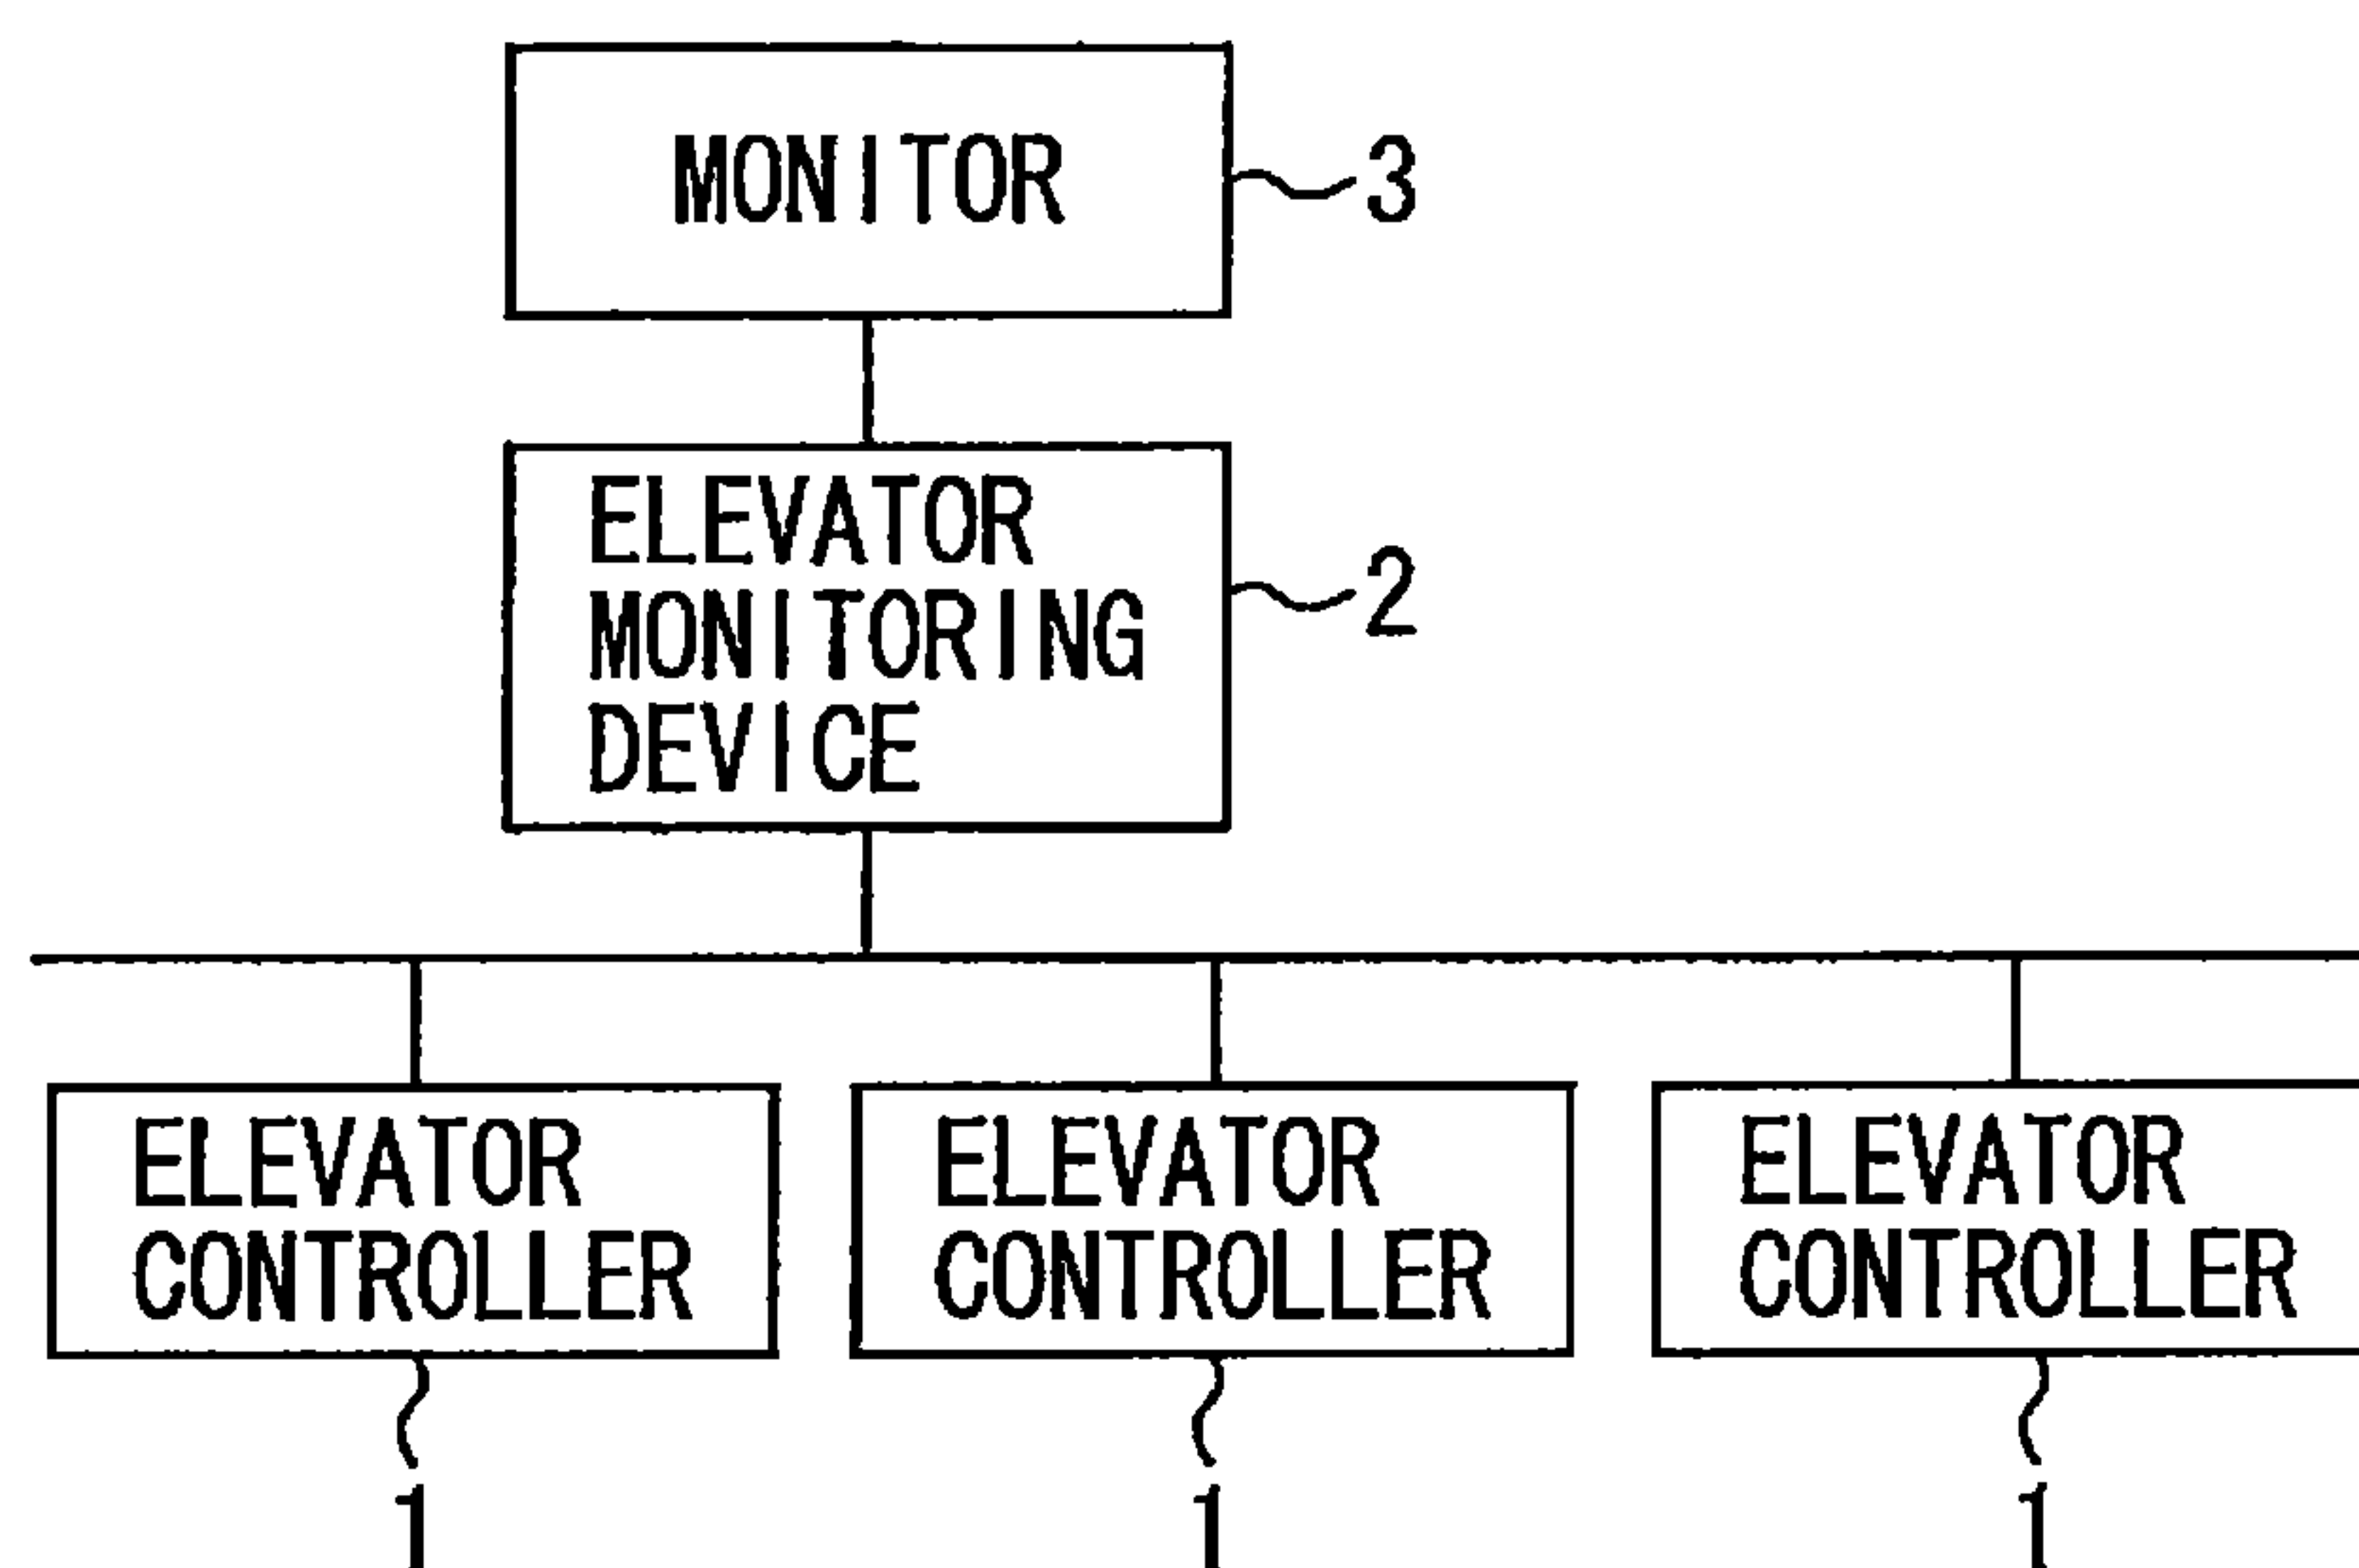 MONITOR
3
ELEVATOR
MONITORING
DEVICE
2
ELEVATOR
CONTROLLER
ELEVATOR
CONTROLLER
ELEVATOR
CONTROLLER
1
1
1